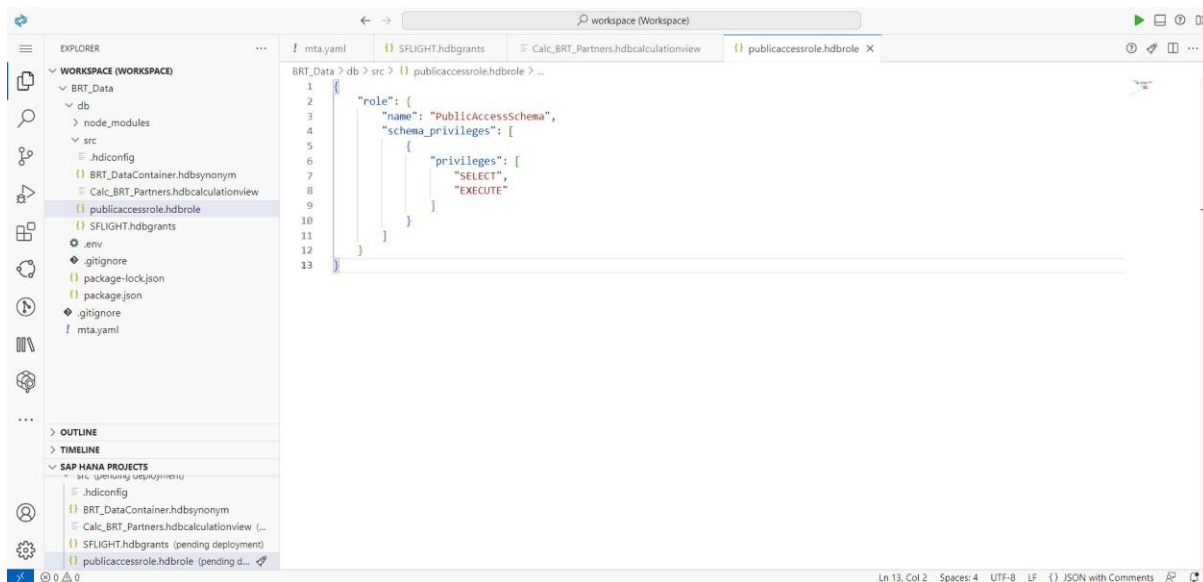 workspace (Workspace)
EXPLORER
WORKSPACE (WORKSPACE)
BRT_Data
db
node_modules
src
.hdiconfig
BRT_DataContainer.hdbsynonym
Calc_BRT_Partners.hdbcalculationview
publicaccessrole.hdbrole
SFLIGHT.hdbgrants
.env
.gitignore
package-lock.json
package.json
.gitignore
mta.yaml
OUTLINE
TIMELINE
SAP HANA PROJECTS
src (pending deployment)
.hdiconfig
BRT_DataContainer.hdbsynonym
Calc_BRT_Partners.hdbcalculationview (...
SFLIGHT.hdbgrants (pending deployment)
publicaccessrole.hdbrole (pending d...
mta.yaml
SFLIGHT.hdbgrants
Calc_BRT_Partners.hdbcalculationview
publicaccessrole.hdbrole
BRT_Data > db > src > {} publicaccessrole.hdbrole > ...
1 {
2 "role": {
3 "name": "PublicAccessSchema",
4 "schema_privileges": [
5 {
6 "privileges": [
7 "SELECT",
8 "EXECUTE"
9 ]
10 }
11 ]
12 }
13 }
0 0
Ln 13, Col 2 Spaces: 4 UTF-8 LF {} JSON with Comments